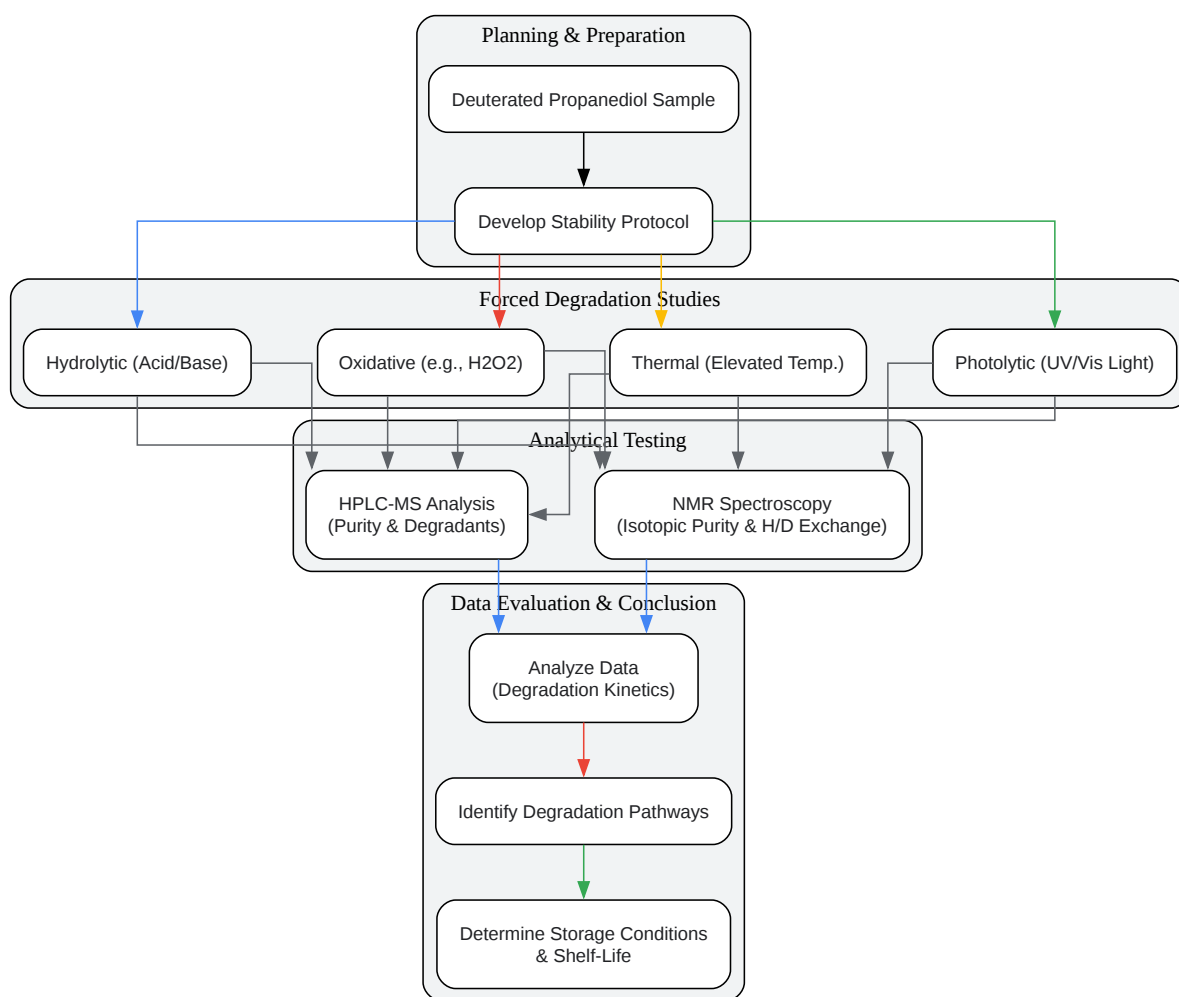 Planning & Preparation
Deuterated Propanediol Sample
Develop Stability Protocol
Forced Degradation Studies
Hydrolytic (Acid/Base)
Oxidative (e.g., H2O2)
Thermal (Elevated Temp.)
Photolytic (UV/Vis Light)
Analytical Testing
HPLC-MS Analysis
(Purity & Degradants)
NMR Spectroscopy
(Isotopic Purity & H/D Exchange)
Data Evaluation & Conclusion
Analyze Data
(Degradation Kinetics)
Identify Degradation Pathways
Determine Storage Conditions
& Shelf-Life